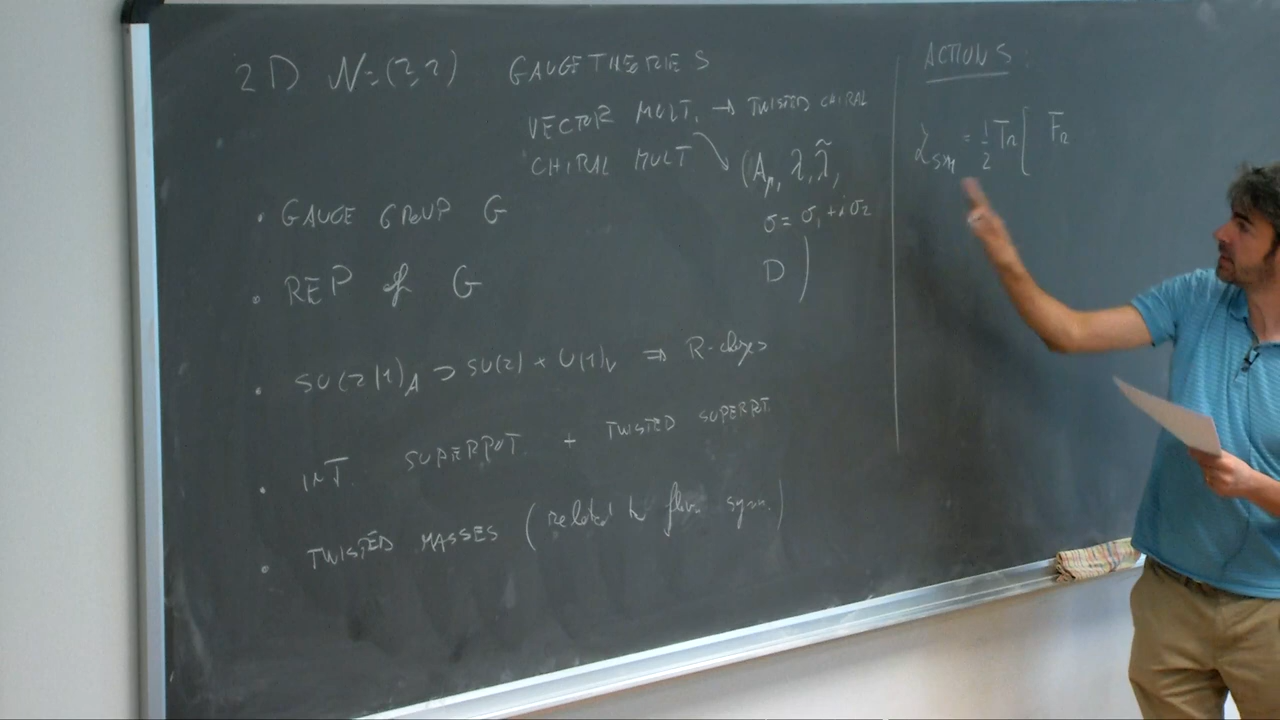 2D N=(2,2) GAUGE THEORIES
VECTOR MULT. → TWISTED CHIRAL
CHIRAL MULT (Aμ, λ, λ̃,
σ = σ₁ + iσ₂
D)
• GAUGE GROUP G
• REP of G
• SU(2|1)_A ⊃ SU(2) × U(1)_V ⇒ R-charges
• INT. SUPERPOT. + TWISTED SUPERPOT.
• TWISTED MASSES (related to flav. sym.)
ACTIONS:
ℒ_SYM = ½ Tr[ F₁₂